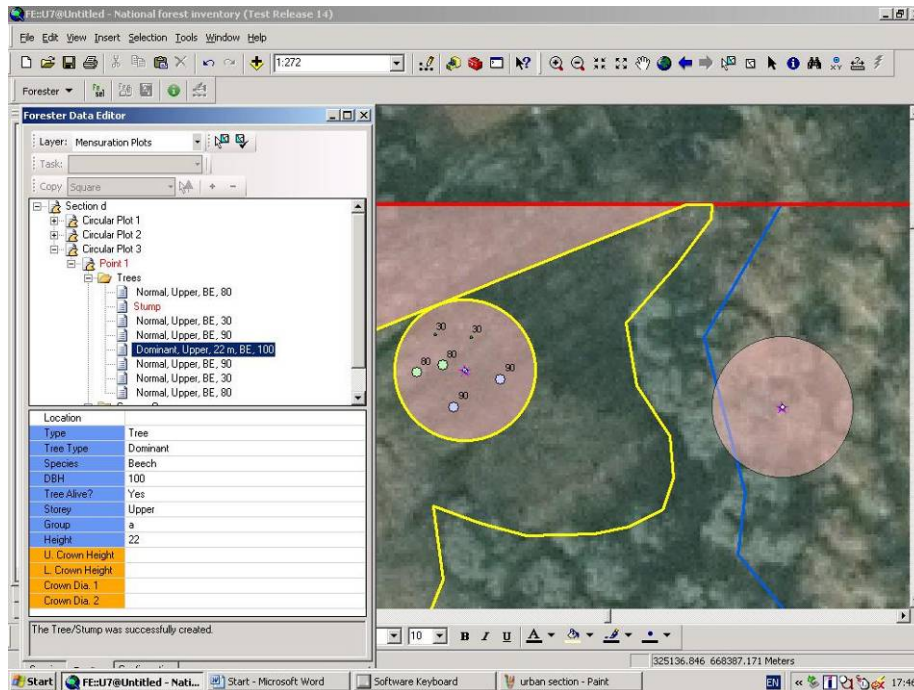 FE::U7@Untitled - National forest inventory (Test Release 14)
File Edit View Insert Selection Tools Window Help
1:272
Forester
Forester Data Editor
Layer: Mensuration Plots
Task:
Copy Square
Section d
Circular Plot 1
Circular Plot 2
Circular Plot 3
Point 1
Trees
Normal, Upper, BE, 80
Stump
Normal, Upper, BE, 30
Normal, Upper, BE, 90
Dominant, Upper, 22 m, BE, 100
Normal, Upper, BE, 90
Normal, Upper, BE, 30
Normal, Upper, BE, 80
Location
Type Tree
Tree Type Dominant
Species Beech
DBH 100
Tree Alive? Yes
Storey Upper
Group a
Height 22
U. Crown Height
L. Crown Height
Crown Dia. 1
Crown Dia. 2
The Tree/Stump was successfully created.
30 30
80 80 90
90
10 B I U A
325136.846 668387.171 Meters
Start FE::U7@Untitled - Nati... Start - Microsoft Word Software Keyboard urban section - Paint EN 17:46